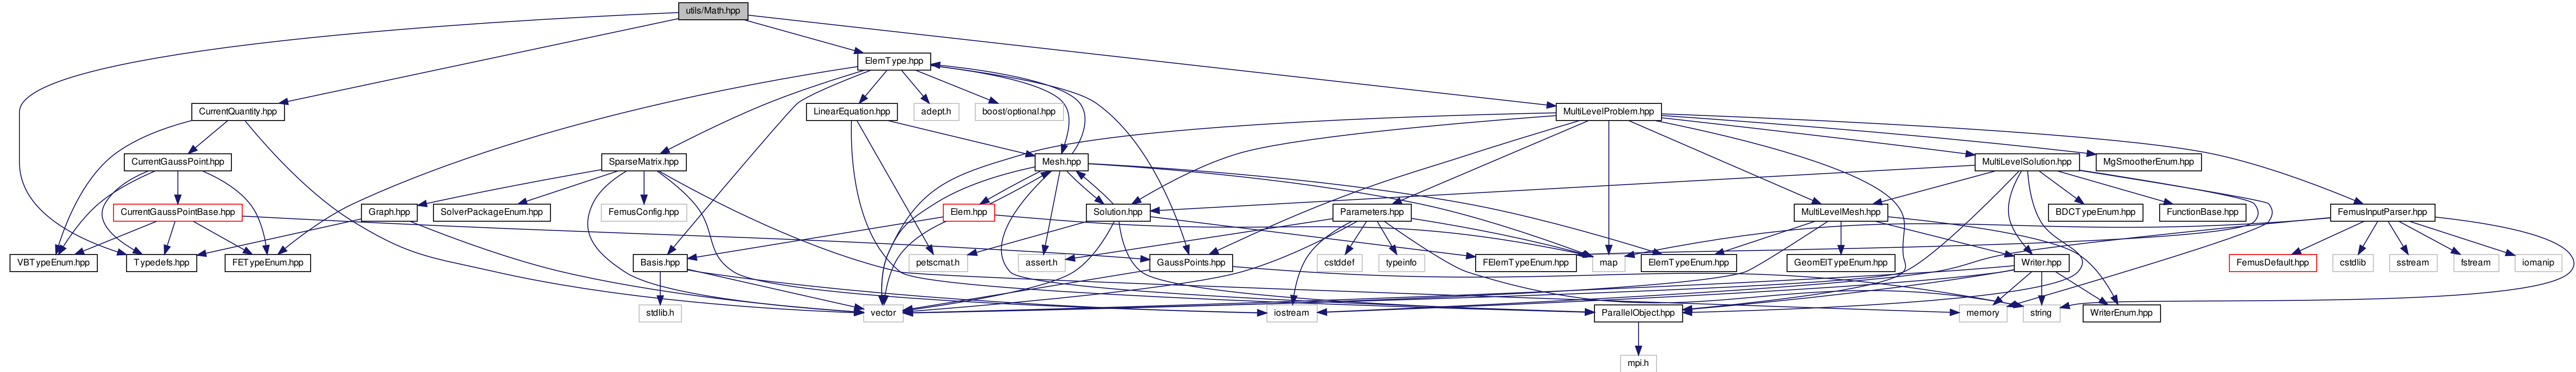 utils/Math.hpp
ElemType.hpp
CurrentQuantity.hpp
LinearEquation.hpp
adept.h
boost/optional.hpp
MultiLevelProblem.hpp
CurrentGaussPoint.hpp
SparseMatrix.hpp
Mesh.hpp
MultiLevelSolution.hpp
MgSmootherEnum.hpp
CurrentGaussPointBase.hpp
Graph.hpp
SolverPackageEnum.hpp
FemusConfig.hpp
Elem.hpp
Solution.hpp
Parameters.hpp
MultiLevelMesh.hpp
BDCTypeEnum.hpp
FunctionBase.hpp
FemusInputParser.hpp
VBTypeEnum.hpp
Typedefs.hpp
FETypeEnum.hpp
Basis.hpp
petscmat.h
assert.h
GaussPoints.hpp
cstddef
typeinfo
FElemTypeEnum.hpp
map
ElemTypeEnum.hpp
GeomElTypeEnum.hpp
Writer.hpp
FemusDefault.hpp
cstdlib
sstream
fstream
iomanip
stdlib.h
vector
iostream
ParallelObject.hpp
memory
string
WriterEnum.hpp
mpi.h